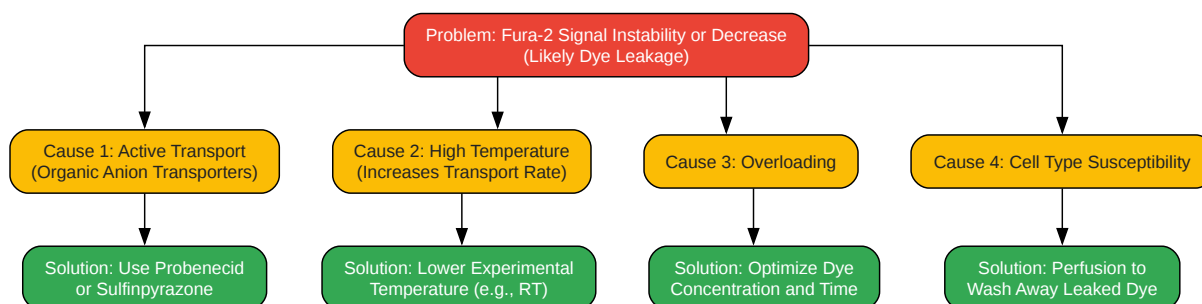 Problem: Fura-2 Signal Instability or Decrease
(Likely Dye Leakage)
Cause 1: Active Transport
(Organic Anion Transporters)
Cause 2: High Temperature
(Increases Transport Rate)
Cause 3: Overloading
Cause 4: Cell Type Susceptibility
Solution: Use Probenecid
or Sulfinpyrazone
Solution: Lower Experimental
Temperature (e.g., RT)
Solution: Optimize Dye
Concentration and Time
Solution: Perfusion to
Wash Away Leaked Dye